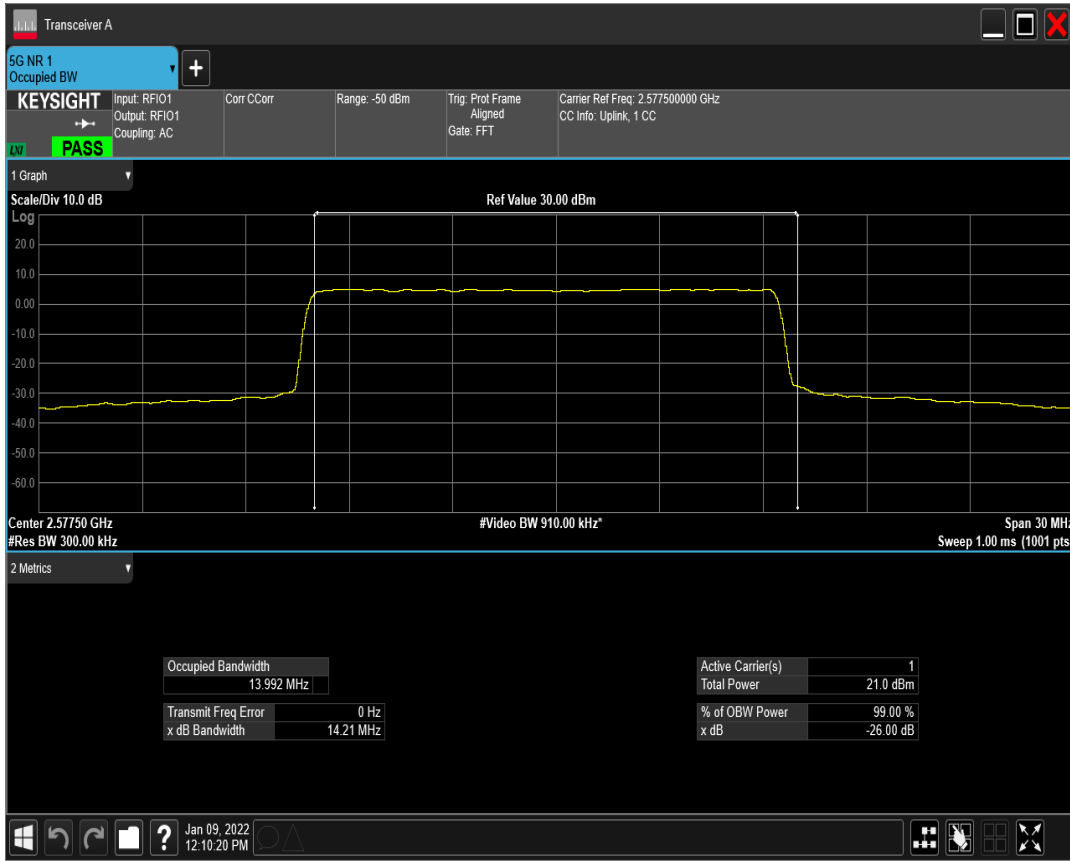 Transceiver A
5G NR 1
Occupied BW
KEYSIGHT
LXI
PASS
Input: RFIO1
Output: RFIO1
Coupling: AC
Corr CCorr
Range: -50 dBm
Trig: Prot Frame
Aligned
Gate: FFT
Carrier Ref Freq: 2.577500000 GHz
CC Info: Uplink, 1 CC
1 Graph
Scale/Div 10.0 dB
Ref Value 30.00 dBm
Log
20.0
10.0
0.00
-10.0
-20.0
-30.0
-40.0
-50.0
-60.0
Center 2.57750 GHz
#Video BW 910.00 kHz*
Span 30 MHz
#Res BW 300.00 kHz
Sweep 1.00 ms (1001 pts
2 Metrics
Occupied Bandwidth
13.992 MHz
Transmit Freq Error 0 Hz
x dB Bandwidth 14.21 MHz
Active Carrier(s) 1
Total Power 21.0 dBm
% of OBW Power 99.00 %
x dB -26.00 dB
Jan 09, 2022
12:10:20 PM